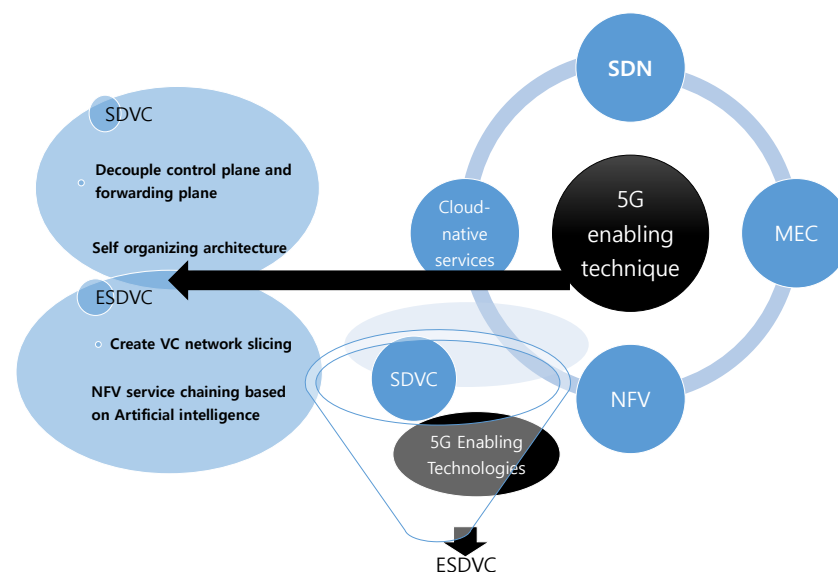 SDVC
Decouple control plane and
forwarding plane
Self organizing architecture
ESDVC
Create VC network slicing
NFV service chaining based
on Artificial intelligence
SDN
Cloud-
native
services
5G
enabling
technique
MEC
NFV
SDVC
5G Enabling
Technologies
ESDVC